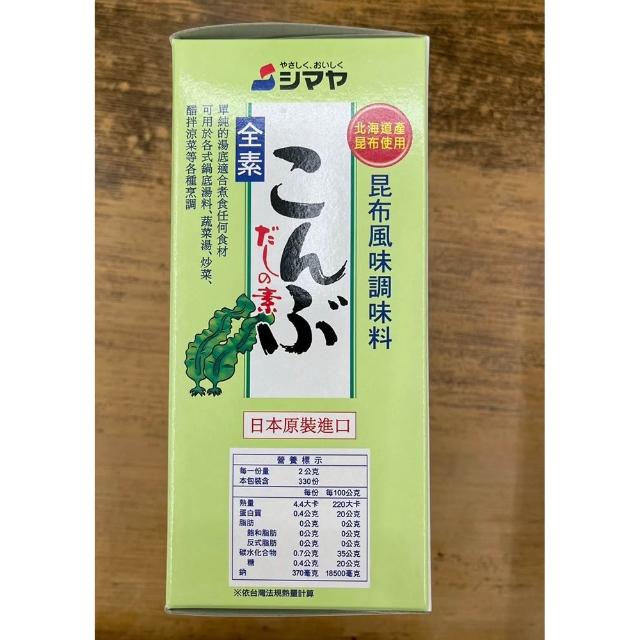 やさしく、おいしく
シマヤ
北海道産
昆布使用
昆布風味調味料
全素
こんぶ
だしの素
單純的湯底適合煮食任何食材
可用於各式鍋底湯料、蔬菜湯、炒菜、
醋拌涼菜等各種烹調
日本原裝進口
營養標示
每一份量 2公克
本包裝含 330份
每份 每100公克
熱量 4.4大卡 220大卡
蛋白質 0.4公克 20公克
脂肪 0公克 0公克
飽和脂肪 0公克 0公克
反式脂肪 0公克 0公克
碳水化合物 0.7公克 35公克
糖 0.4公克 20公克
鈉 370毫克 18500毫克
※依台灣法規熱量計算